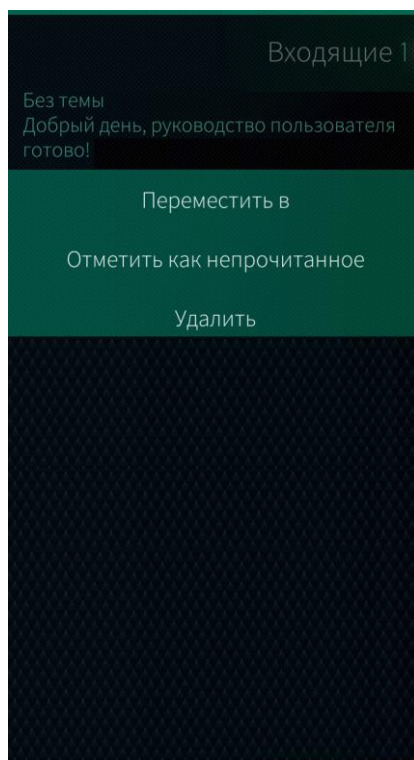 Входящие 1
Без темы
Добрый день, руководство пользователя
готово!
Переместить в
Отметить как непрочитанное
Удалить